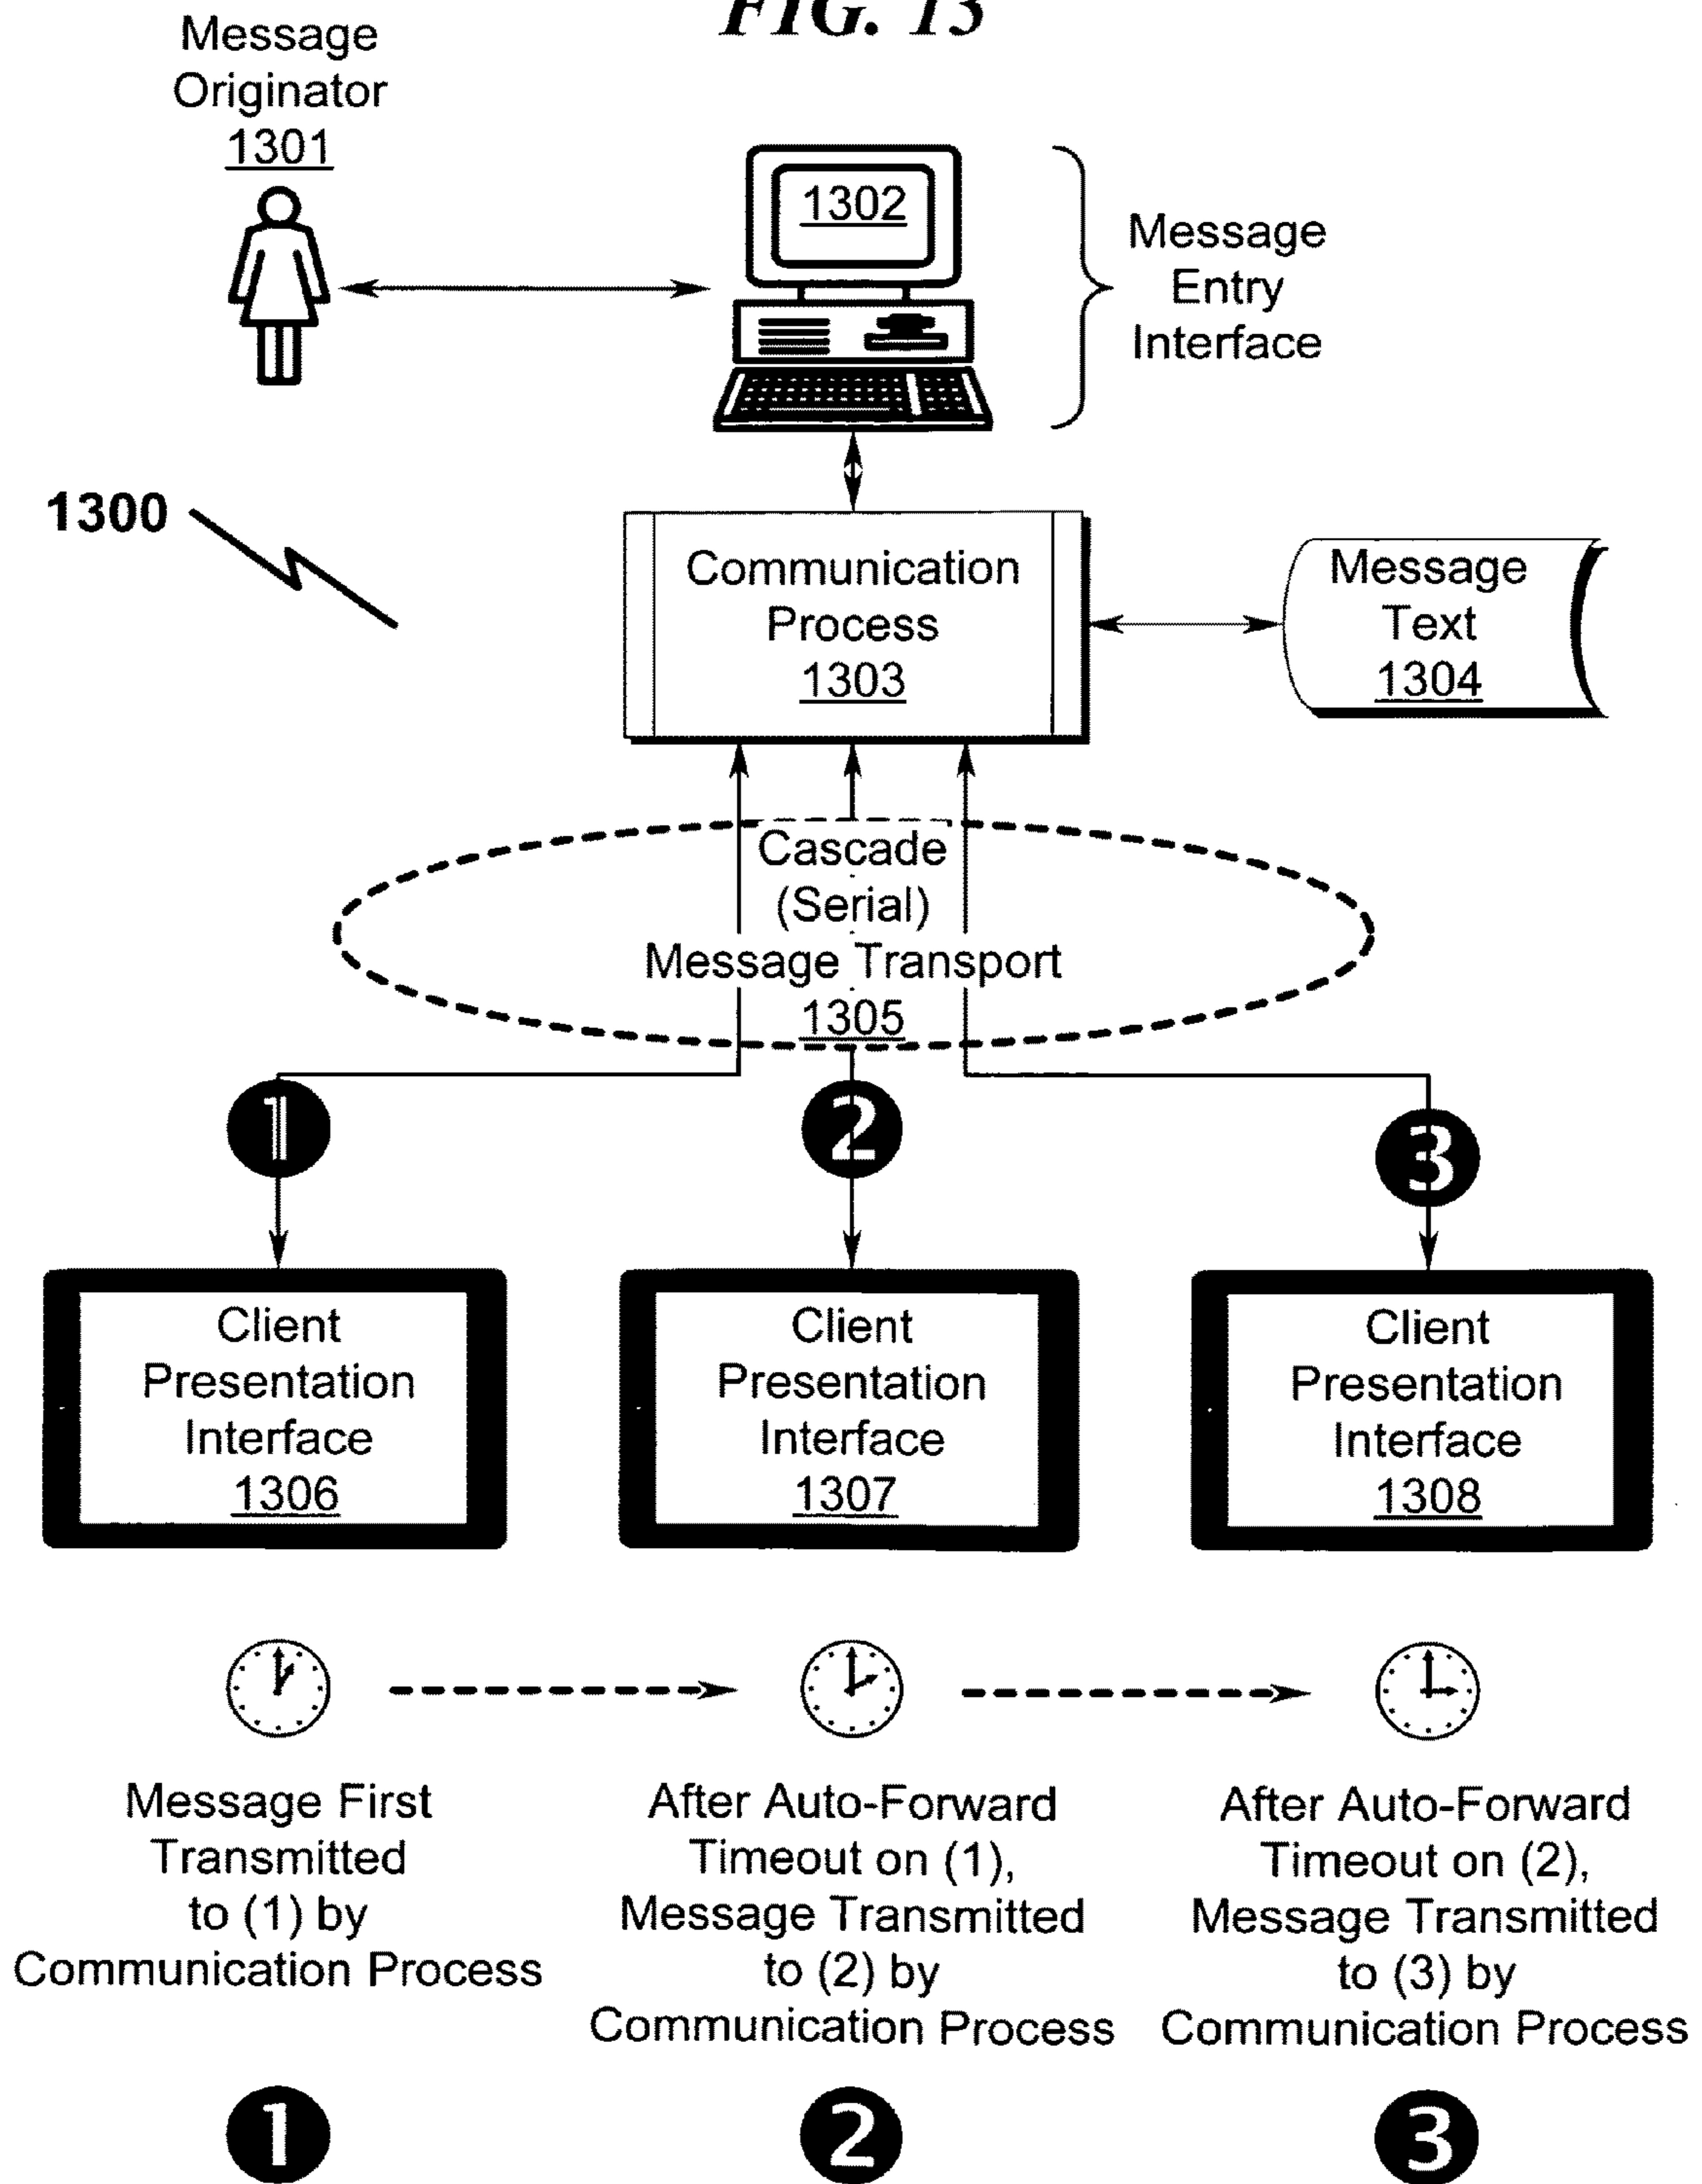 FIG. 13
Message
Originator
1301
1302
Message
Entry
Interface
1300
Communication
Process
1303
Message
Text
1304
Cascade
(Serial)
Message Transport
1305
1
2
3
Client
Presentation
Interface
1306
Client
Presentation
Interface
1307
Client
Presentation
Interface
1308
Message First
Transmitted
to (1) by
Communication Process
After Auto-Forward
Timeout on (1),
Message Transmitted
to (2) by
Communication Process
After Auto-Forward
Timeout on (2),
Message Transmitted
to (3) by
Communication Process
1
2
3